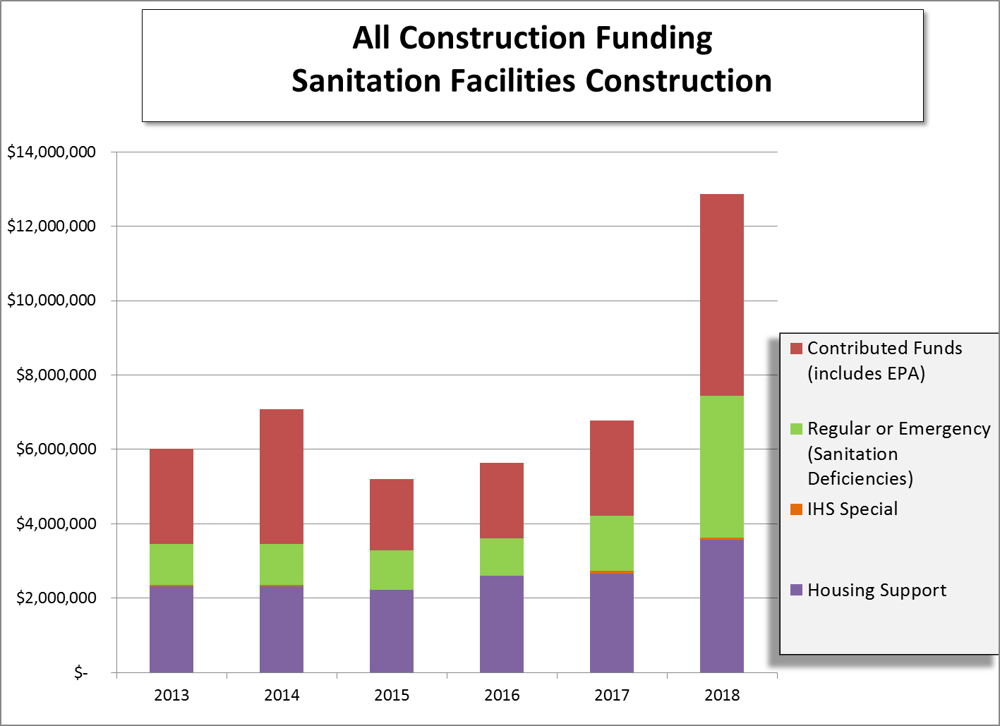 All Construction Funding
Sanitation Facilities Construction
$14,000,000
$12,000,000
$10,000,000
$8,000,000
$6,000,000
$4,000,000
$2,000,000
$-
2013
2014
2015
2016
2017
2018
Contributed Funds
(includes EPA)
Regular or Emergency
(Sanitation
Deficiencies)
IHS Special
Housing Support